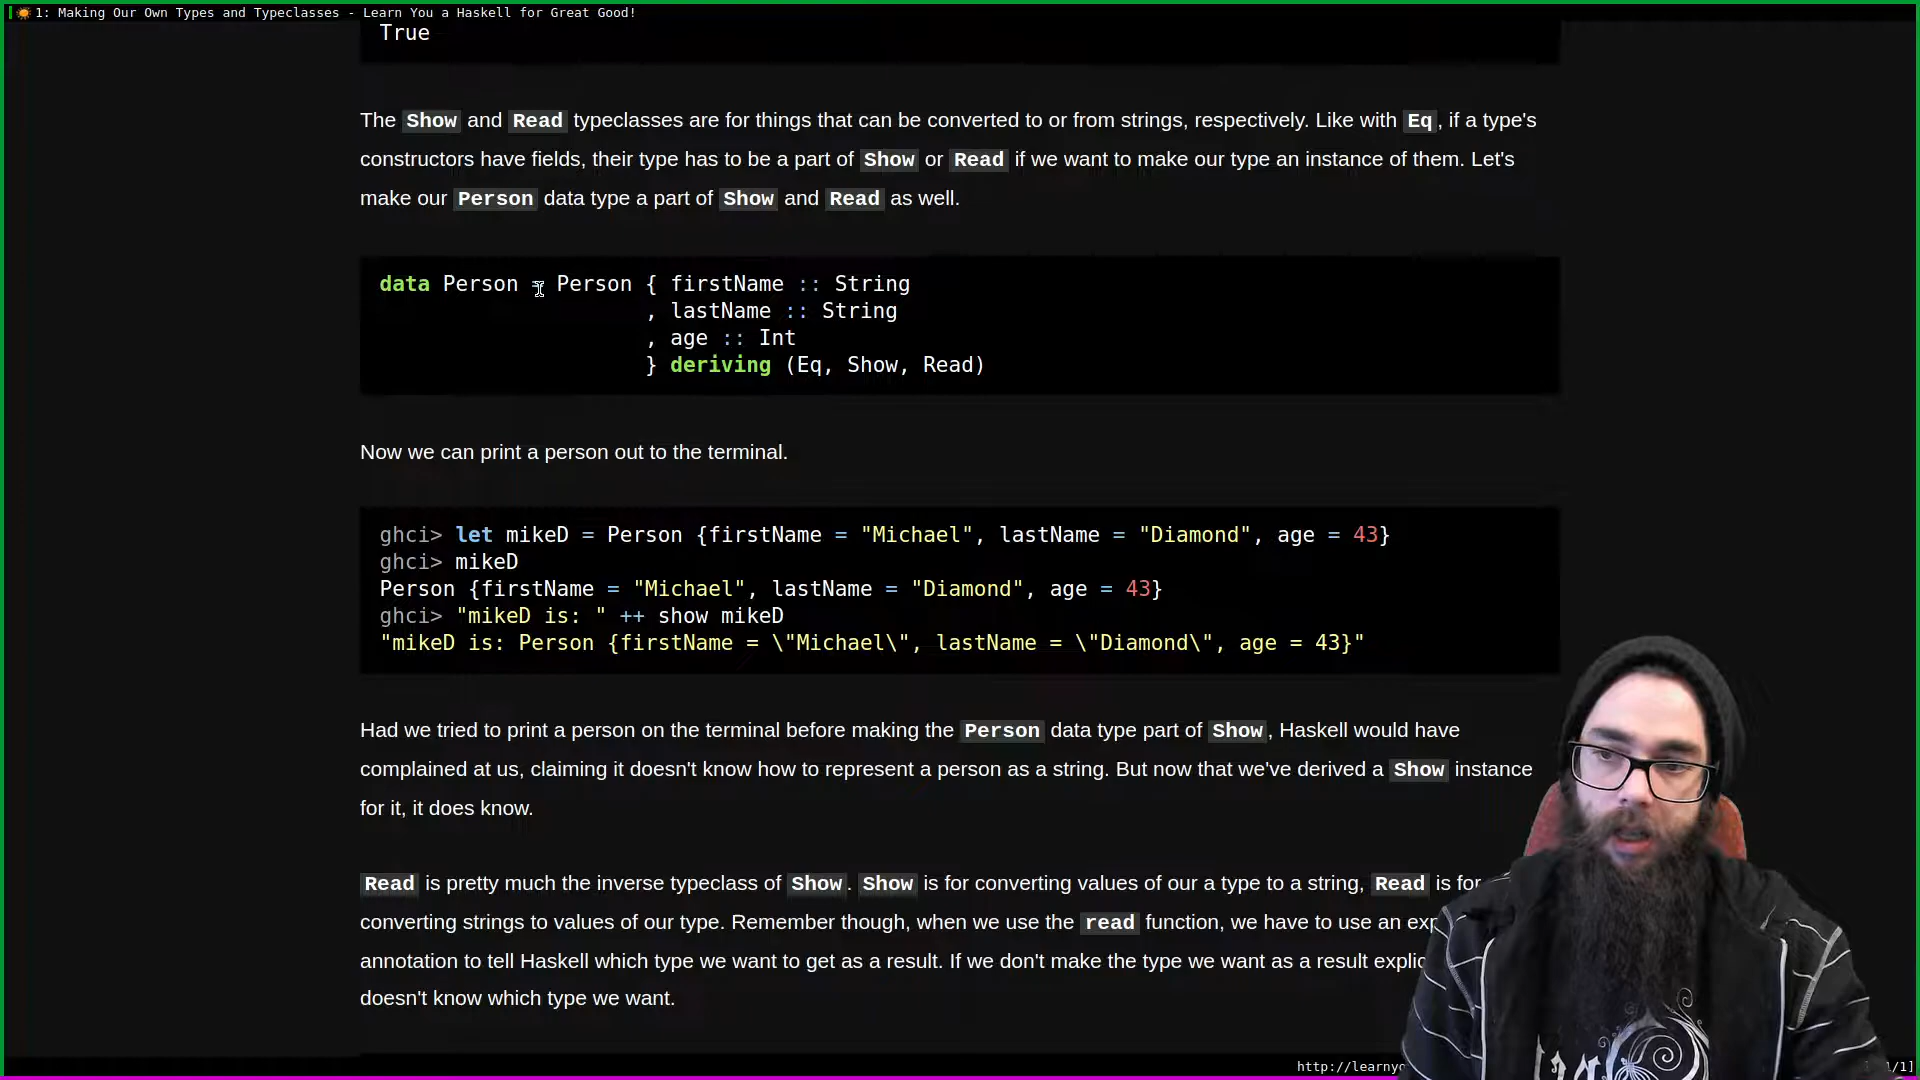 1: Making Our Own Types and Typeclasses - Learn You a Haskell for Great Good!
True
The Show and Read typeclasses are for things that can be converted to or from strings, respectively. Like with Eq, if a type's
constructors have fields, their type has to be a part of Show or Read if we want to make our type an instance of them. Let's
make our Person data type a part of Show and Read as well.
data Person = Person { firstName :: String
, lastName :: String
, age :: Int
} deriving (Eq, Show, Read)
Now we can print a person out to the terminal.
ghci> let mikeD = Person {firstName = "Michael", lastName = "Diamond", age = 43}
ghci> mikeD
Person {firstName = "Michael", lastName = "Diamond", age = 43}
ghci> "mikeD is: " ++ show mikeD
"mikeD is: Person {firstName = \"Michael\", lastName = \"Diamond\", age = 43}"
Had we tried to print a person on the terminal before making the Person data type part of Show, Haskell would have
complained at us, claiming it doesn't know how to represent a person as a string. But now that we've derived a Show instance
for it, it does know.
Read is pretty much the inverse typeclass of Show. Show is for converting values of our a type to a string, Read is for
converting strings to values of our type. Remember though, when we use the read function, we have to use an exp
annotation to tell Haskell which type we want to get as a result. If we don't make the type we want as a result explic
doesn't know which type we want.
http://learnyo
/1]